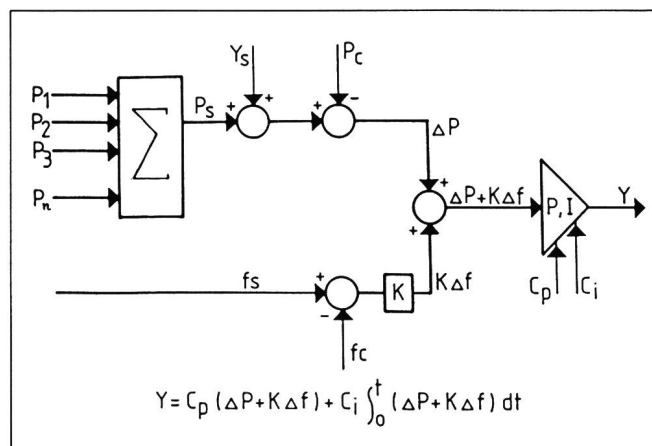 Ys
Pc
P1
P2
P3
Pn
∑
Ps
+
+
+
-
ΔP
+
+
ΔP+KΔf
P,I
Y
fs
+
-
K
KΔf
Cp
Ci
fc
Y=Cp (ΔP+KΔf)+Ci ∫₀ᵗ (ΔP+KΔf) dt